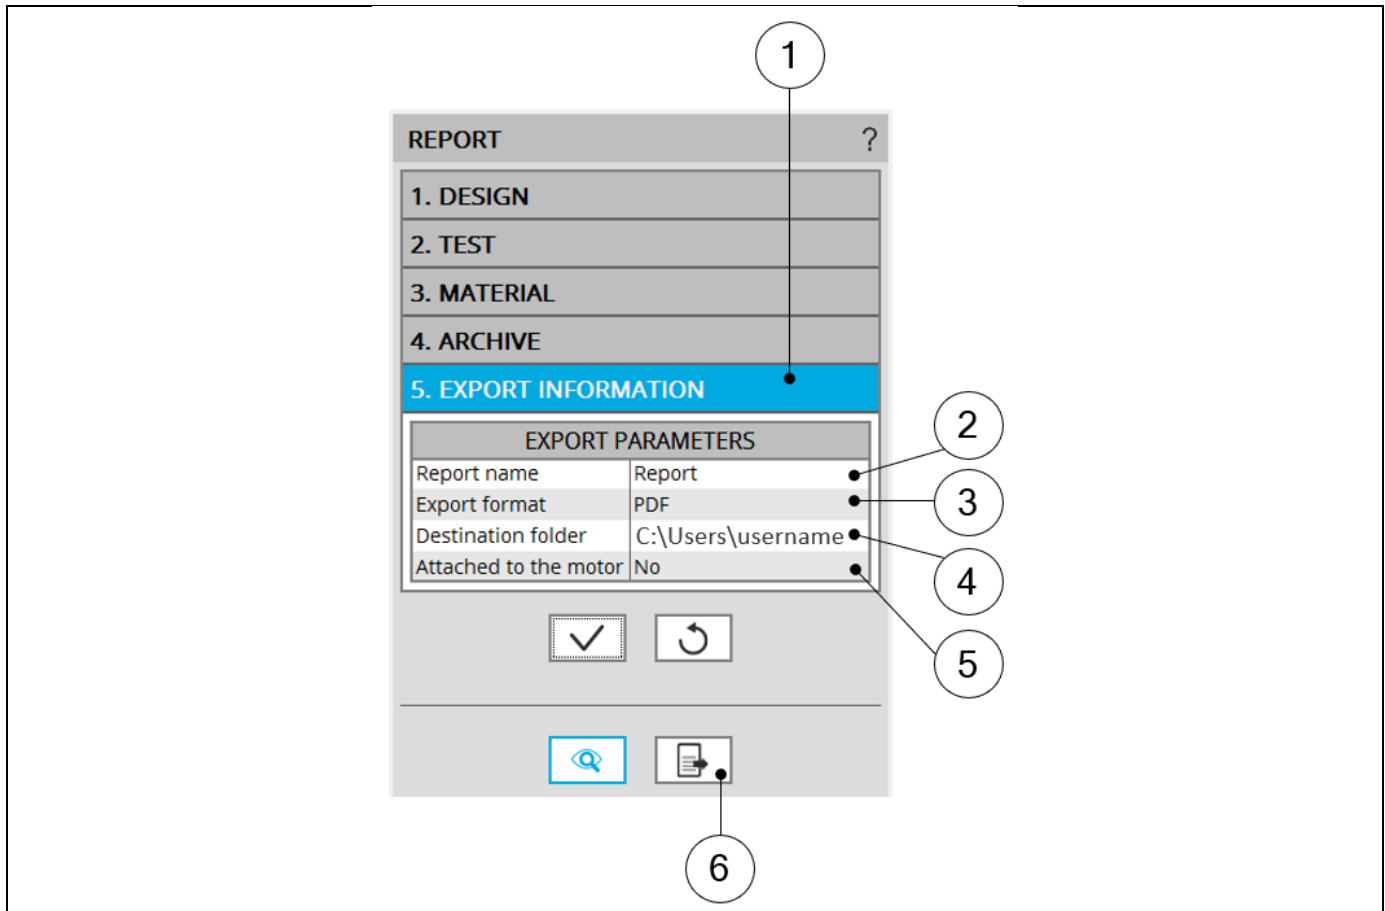 1
REPORT ?
1. DESIGN
2. TEST
3. MATERIAL
4. ARCHIVE
5. EXPORT INFORMATION
EXPORT PARAMETERS
Report name Report
Export format PDF
Destination folder C:\Users\username
Attached to the motor No
2
3
4
5
6